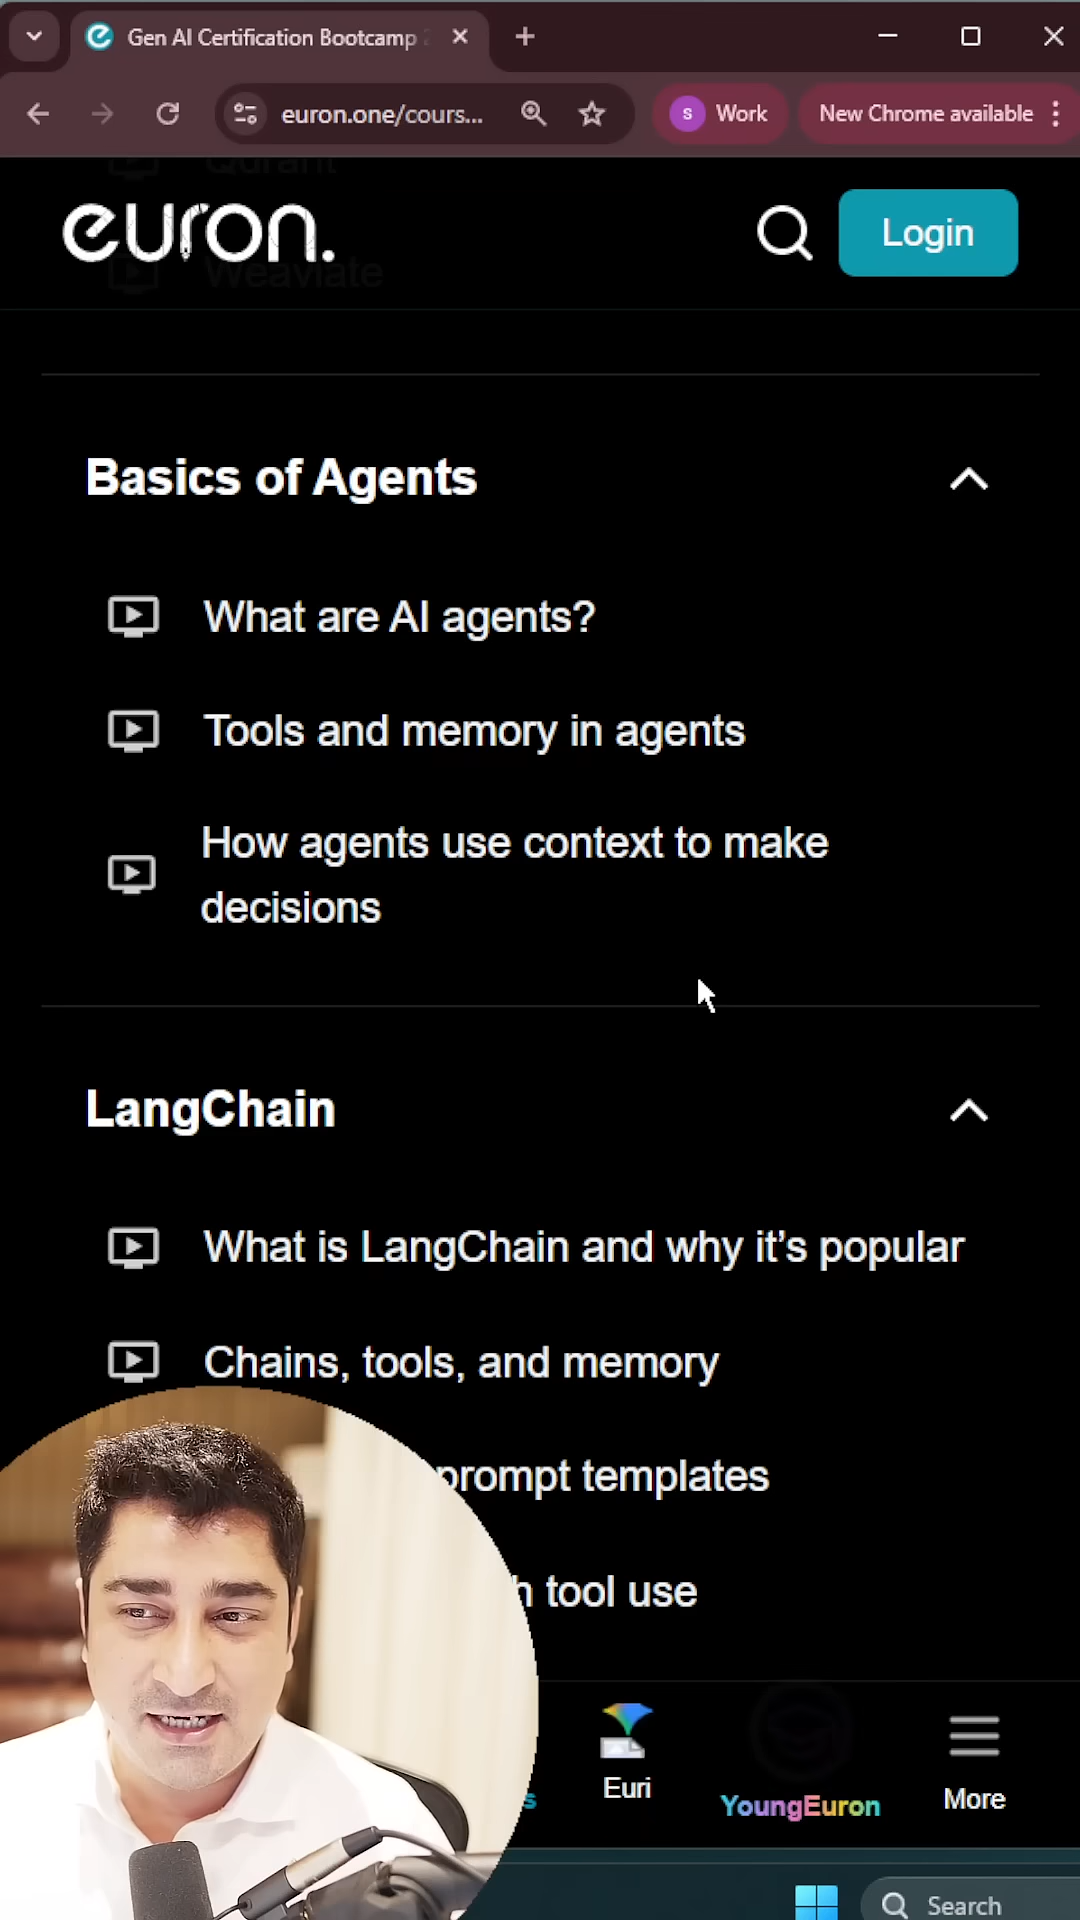 Gen AI Certification Bootcamp
euron.one/cours...
s
Work
New Chrome available
Qdrant
euron.
Weaviate
Login
Basics of Agents
What are AI agents?
Tools and memory in agents
How agents use context to make
decisions
LangChain
What is LangChain and why it's popular
Chains, tools, and memory
prompt templates
tool use
Euri
YoungEuron
More
Search